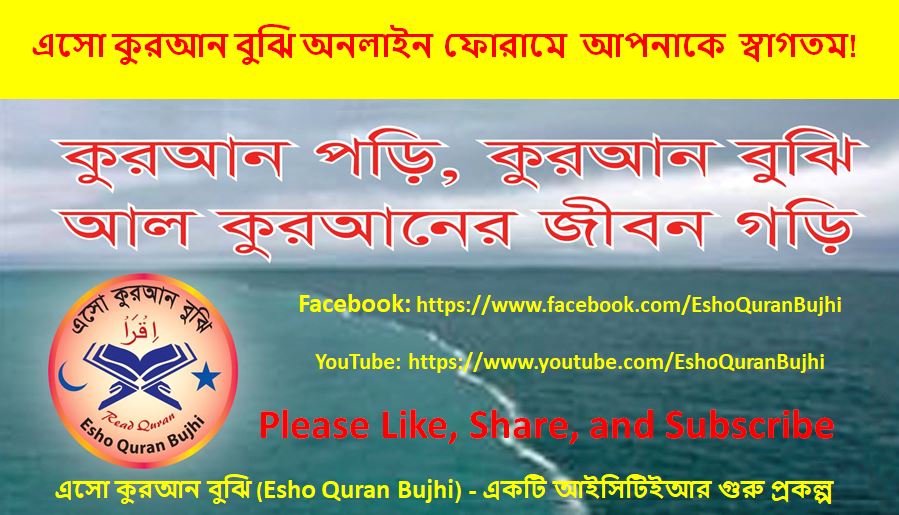 এসো কুরআন বুঝি অনলাইন ফোরামে আপনাকে স্বাগতম!
কুরআন পড়ি, কুরআন বুঝি
আল কুরআনের জীবন গড়ি
এসো কুরআন বুঝি
اِقْرَأْ
Read Quran
Esho Quran Bujhi
Facebook: https://www.facebook.com/EshoQuranBujhi
YouTube: https://www.youtube.com/EshoQuranBujhi
Please Like, Share, and Subscribe
এসো কুরআন বুঝি (Esho Quran Bujhi) - একটি আইসিটিইআর গুরু প্রকল্প